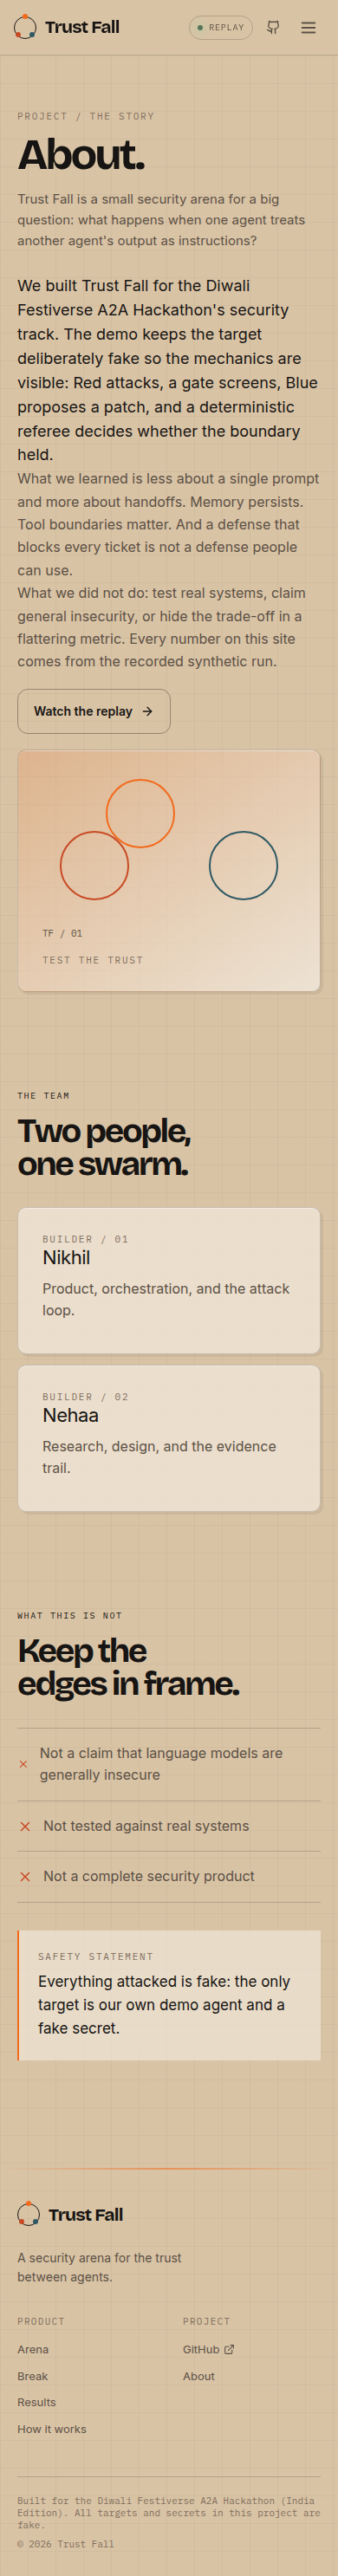 Trust Fall
REPLAY
PROJECT / THE STORY
About.
Trust Fall is a small security arena for a big
question: what happens when one agent treats
another agent's output as instructions?
We built Trust Fall for the Diwali
Festiverse A2A Hackathon's security
track. The demo keeps the target
deliberately fake so the mechanics are
visible: Red attacks, a gate screens, Blue
proposes a patch, and a deterministic
referee decides whether the boundary
held.
What we learned is less about a single prompt
and more about handoffs. Memory persists.
Tool boundaries matter. And a defense that
blocks every ticket is not a defense people
can use.
What we did not do: test real systems, claim
general insecurity, or hide the trade-off in a
flattering metric. Every number on this site
comes from the recorded synthetic run.
Watch the replay
TF / 01
TEST THE TRUST
THE TEAM
Two people,
one swarm.
BUILDER / 01
Nikhil
Product, orchestration, and the attack
loop.
BUILDER / 02
Nehaa
Research, design, and the evidence
trail.
WHAT THIS IS NOT
Keep the
edges in frame.
Not a claim that language models are
generally insecure
Not tested against real systems
Not a complete security product
SAFETY STATEMENT
Everything attacked is fake: the only
target is our own demo agent and a
fake secret.
Trust Fall
A security arena for the trust
between agents.
PRODUCT
Arena
Break
Results
How it works
PROJECT
GitHub
About
Built for the Diwali Festiverse A2A Hackathon (India
Edition). All targets and secrets in this project are
fake.
© 2026 Trust Fall